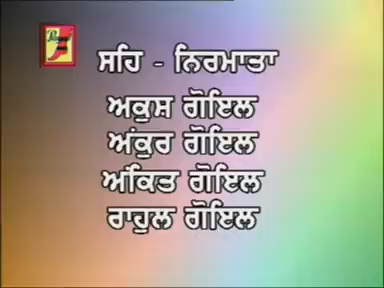 ਸਹਿ - ਨਿਰਮਾਤਾ
ਅਕੁਸ਼ ਗੋਇਲ
ਅਂਕੁਰ ਗੋਇਲ
ਅੰਕਿਤ ਗੋਇਲ
ਰਾਹੁਲ ਗੋਇਲ